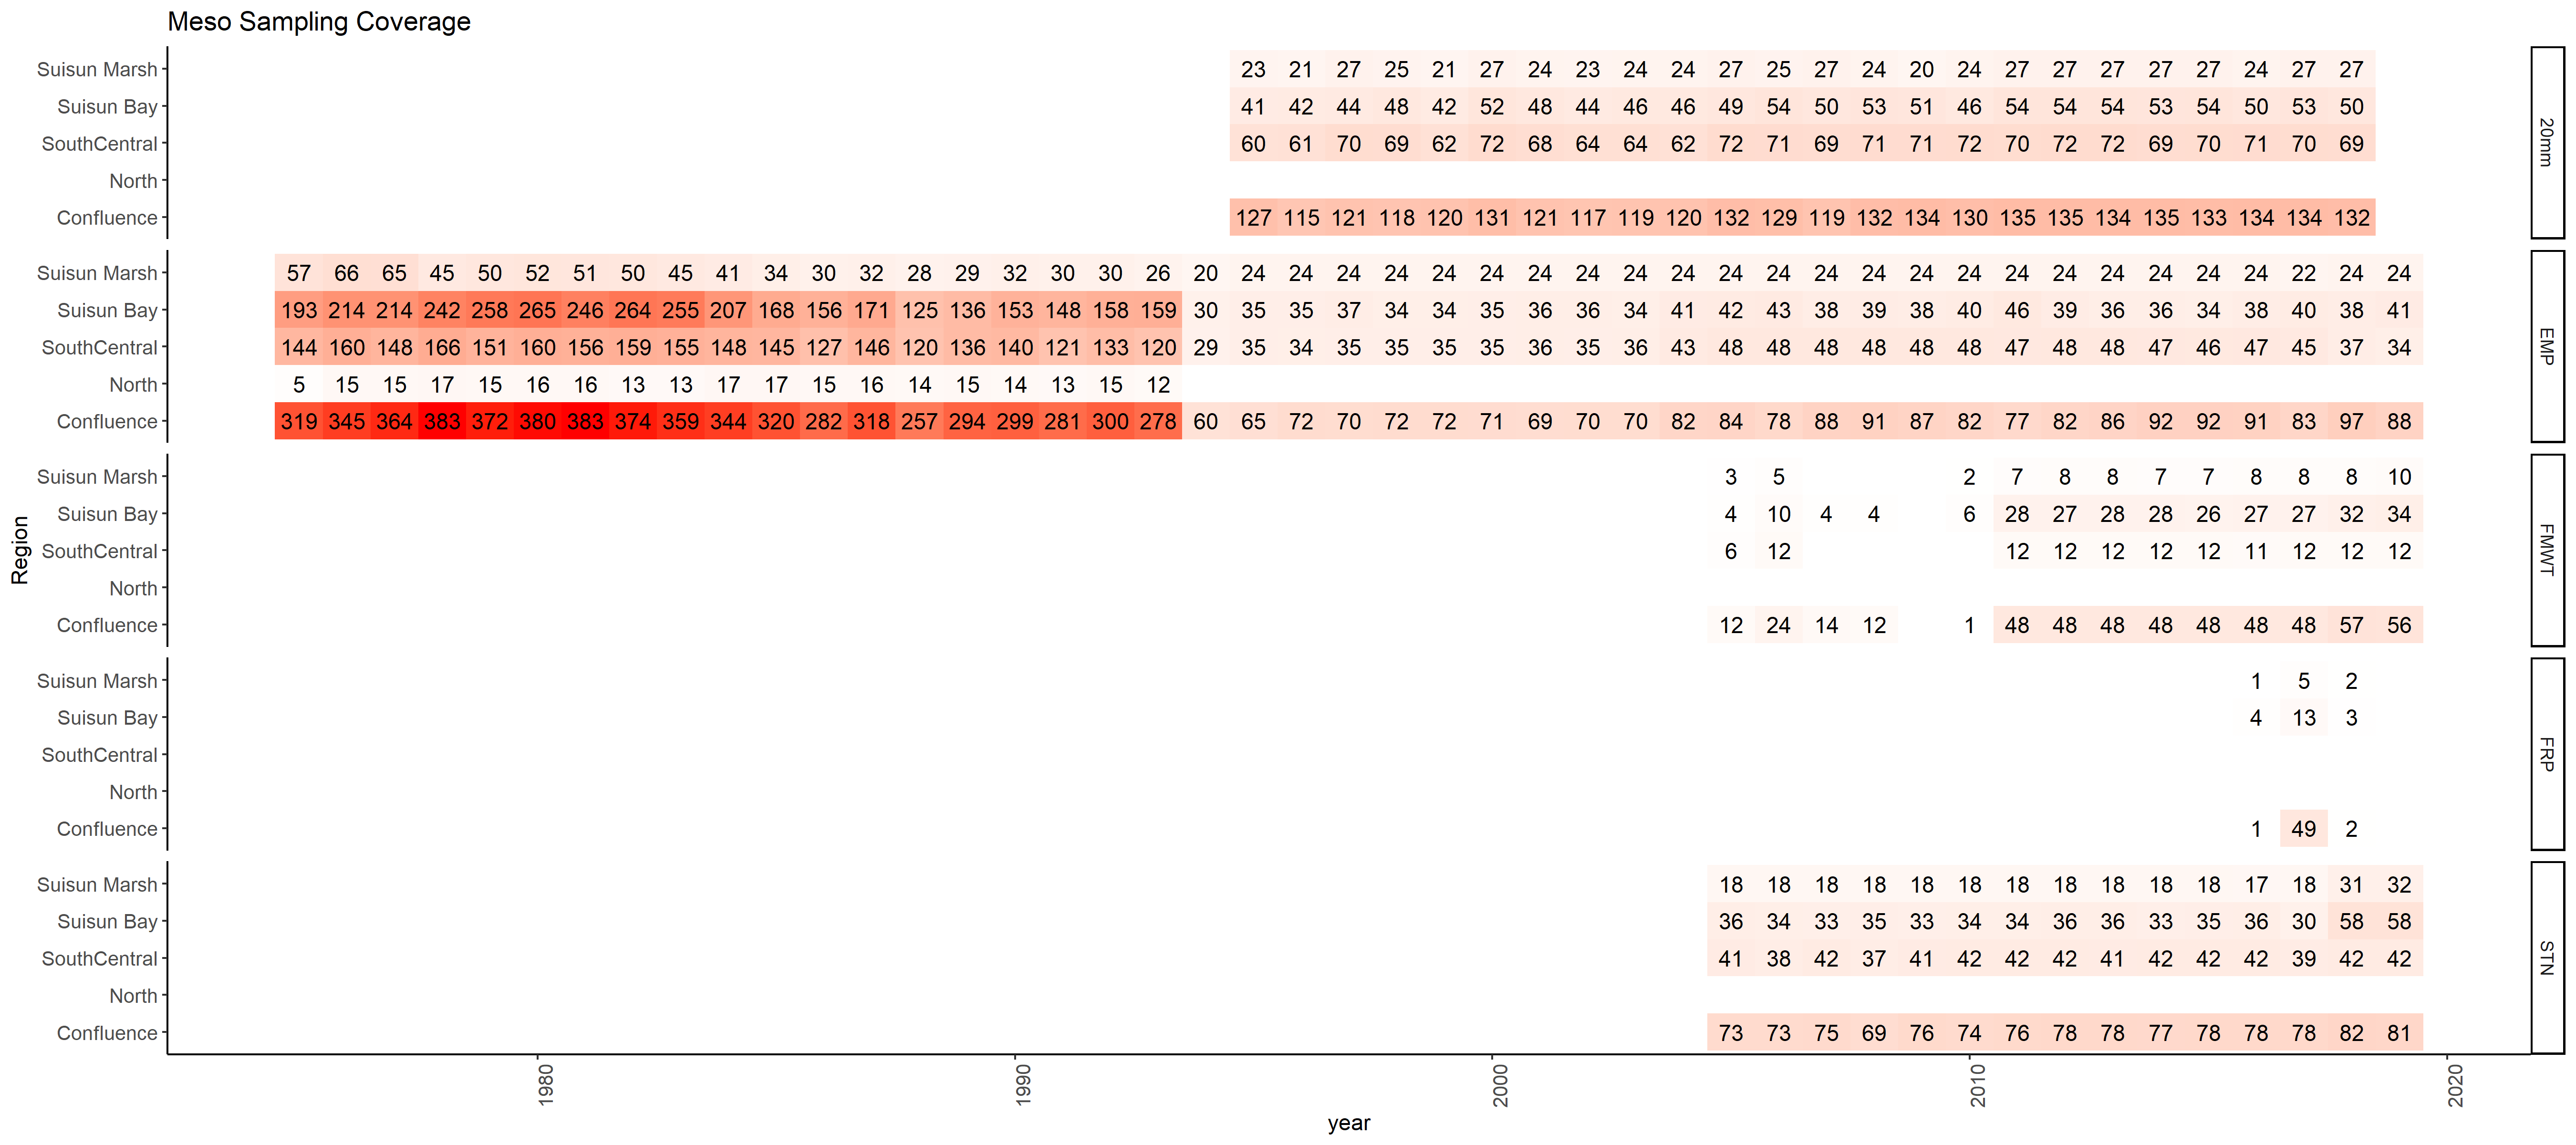 Meso Sampling Coverage
Suisun Marsh 23 21 27 25 21 27 24 23 24 24 27 25 27 24 20 24 27 27 27 27 27 24 27 27
Suisun Bay 41 42 44 48 42 52 48 44 46 46 49 54 50 53 51 46 54 54 54 53 54 50 53 50
SouthCentral 60 61 70 69 62 72 68 64 64 62 72 71 69 71 71 72 70 72 72 69 70 71 70 69
North
Confluence 127 115 121 118 120 131 121 117 119 120 132 129 119 132 134 130 135 135 134 135 133 134 134 132
20mm
Suisun Marsh 57 66 65 45 50 52 51 50 45 41 34 30 32 28 29 32 30 30 26 20 24 24 24 24 24 24 24 24 24 24 24 24 24 24 24 24 24 24 24 24 24 24 22 24 24
Suisun Bay 193 214 214 242 258 265 246 264 255 207 168 156 171 125 136 153 148 158 159 30 35 35 37 34 34 35 36 36 34 41 42 43 38 39 38 40 46 39 36 36 34 38 40 38 41
SouthCentral 144 160 148 166 151 160 156 159 155 148 145 127 146 120 136 140 121 133 120 29 35 34 35 35 35 35 36 35 36 43 48 48 48 48 48 48 47 48 48 47 46 47 45 37 34
North 5 15 15 17 15 16 16 13 13 17 17 15 16 14 15 14 13 15 12
Confluence 319 345 364 383 372 380 383 374 359 344 320 282 318 257 294 299 281 300 278 60 65 72 70 72 72 71 69 70 70 82 84 78 88 91 87 82 77 82 86 92 92 91 83 97 88
EMP
Region
Suisun Marsh 3 5 2 7 8 8 7 7 8 8 8 10
Suisun Bay 4 10 4 4 6 28 27 28 28 26 27 27 32 34
SouthCentral 6 12 12 12 12 12 12 11 12 12 12
North
Confluence 12 24 14 12 1 48 48 48 48 48 48 48 57 56
FMWT
Suisun Marsh 1 5 2
Suisun Bay 4 13 3
SouthCentral
North
Confluence 1 49 2
FRP
Suisun Marsh 18 18 18 18 18 18 18 18 18 18 18 17 18 31 32
Suisun Bay 36 34 33 35 33 34 34 36 36 33 35 36 30 58 58
SouthCentral 41 38 42 37 41 42 42 42 41 42 42 42 39 42 42
North
Confluence 73 73 75 69 76 74 76 78 78 77 78 78 78 82 81
STN
1980 1990 2000 2010 2020
year